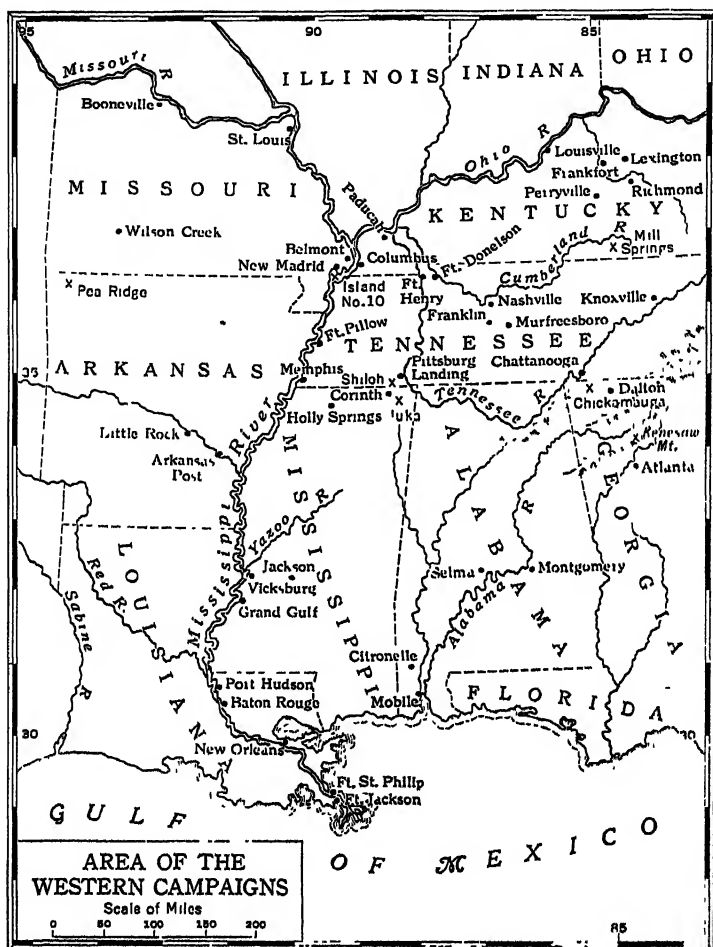 95
90
85
Missouri R
ILLINOIS
INDIANA
OHIO
Booneville
St. Louis
Ohio R
Louisville
Lexington
Frankfort
Richmond
Perryville
MISSOURI
Paducah
KENTUCKY
Wilson Creek
Belmont
Columbus
Ft. Donelson
Cumberland R
Mill
Springs
New Madrid
Island
No. 10
Ft.
Henry
Pea Ridge
Nashville
Knoxville
Franklin
Murfreesboro
Ft. Pillow
TENNESSEE
35
ARKANSAS
Memphis
Pittsburg
Landing
Chattanooga
Shiloh
Corinth
Iuka
Holly Springs
Tennessee R
Dalton
Chickamauga
Kenesaw
Mt.
Atlanta
Little Rock
Arkansas
Post
Mississippi River
MISSISSIPPI
ALABAMA
GEORGIA
Yazoo R
LOUISIANA
Red R.
Sabine R
Jackson
Vicksburg
Grand Gulf
Selma
Montgomery
Alabama R
Citronelle
Port Hudson
Baton Rouge
Mobile
FLORIDA
30
30
New Orleans
Ft. St. Philip
Ft. Jackson
GULF OF MEXICO
AREA OF THE
WESTERN CAMPAIGNS
Scale of Miles
0 50 100 150 200
85